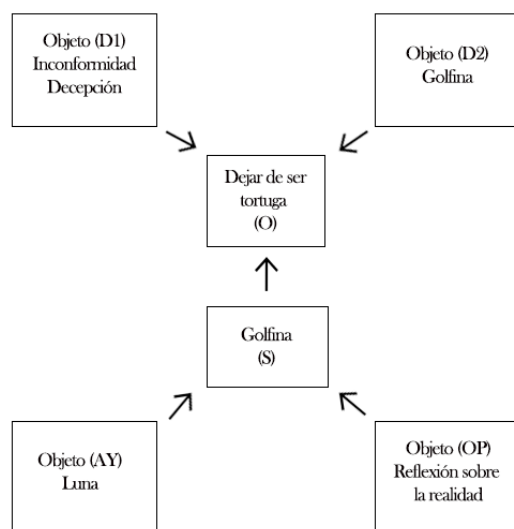 Objeto (D1)
Inconformidad
Decepción
Objeto (D2)
Golfina
Dejar de ser
tortuga
(O)
Golfina
(S)
Objeto (AY)
Luna
Objeto (OP)
Reflexión sobre
la realidad